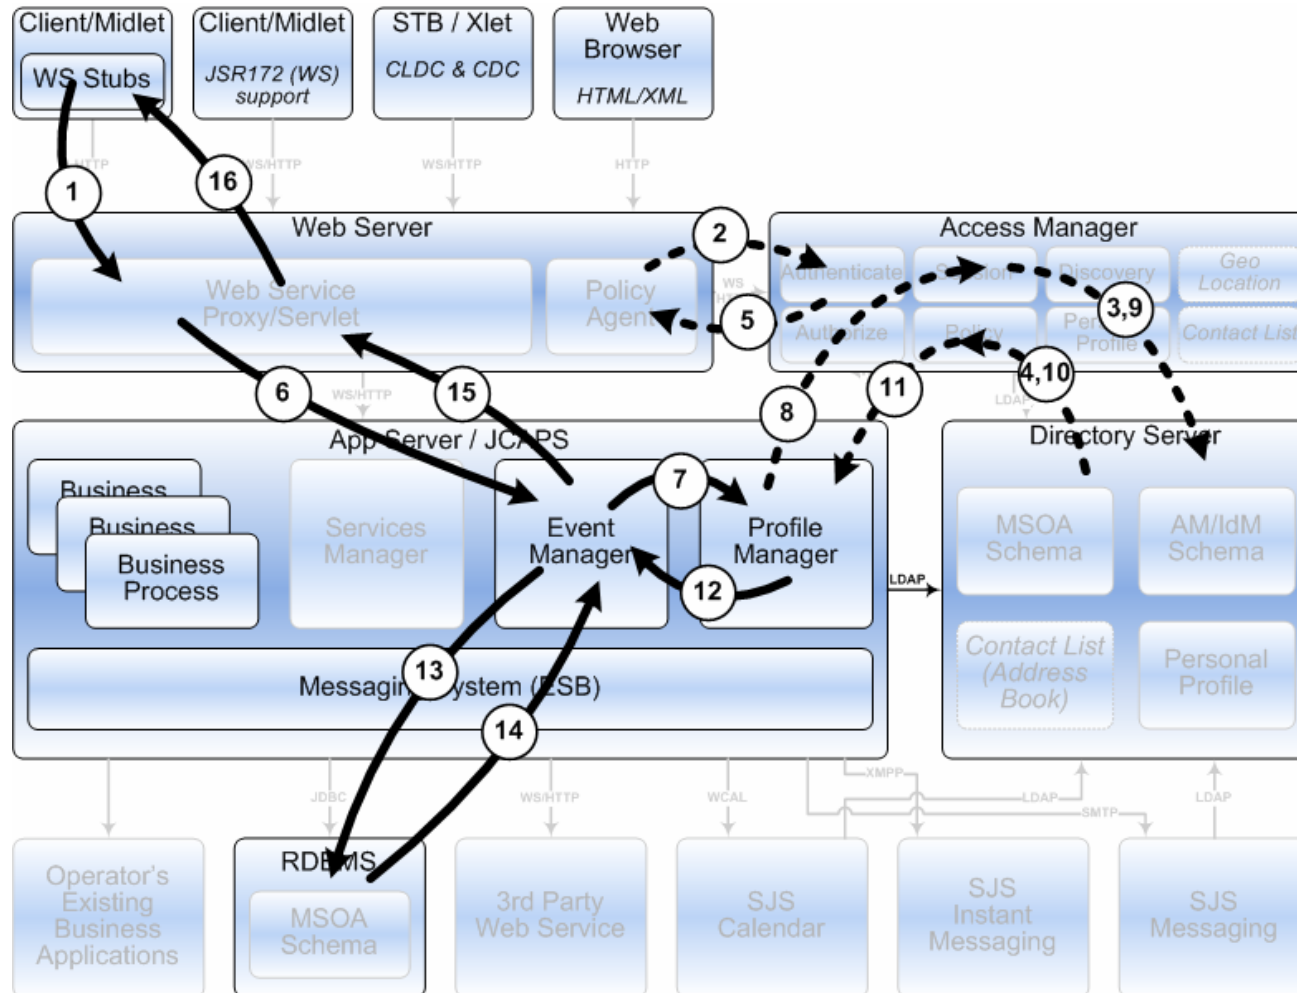 Client/Midlet
WS Stubs
Client/Midlet
JSR172 (WS)
support
STB / Xlet
CLDC & CDC
Web
Browser
HTML/XML
HTTP
WS/HTTP
WS/HTTP
HTTP
1
16
Web Server
Web Service
Proxy/Servlet
Policy
Agent
2
5
WS
Access Manager
Authenticate
Discovery
Geo
Location
Authorize
Policy
Profile
Contact List
3,9
4,10
11
8
6
15
WS/HTTP
LDAP
App Server / JCAPS
Business
Business
Business
Process
Services
Manager
Event
Manager
Profile
Manager
7
12
13
14
Messaging System (ESB)
LDAP
Directory Server
MSOA
Schema
AM/IdM
Schema
Contact List
(Address
Book)
Personal
Profile
JDBC
WS/HTTP
WCAL
XMPP
LDAP
SMTP
LDAP
Operator's
Existing
Business
Applications
RDBMS
MSOA
Schema
3rd Party
Web Service
SJS
Calendar
SJS
Instant
Messaging
SJS
Messaging